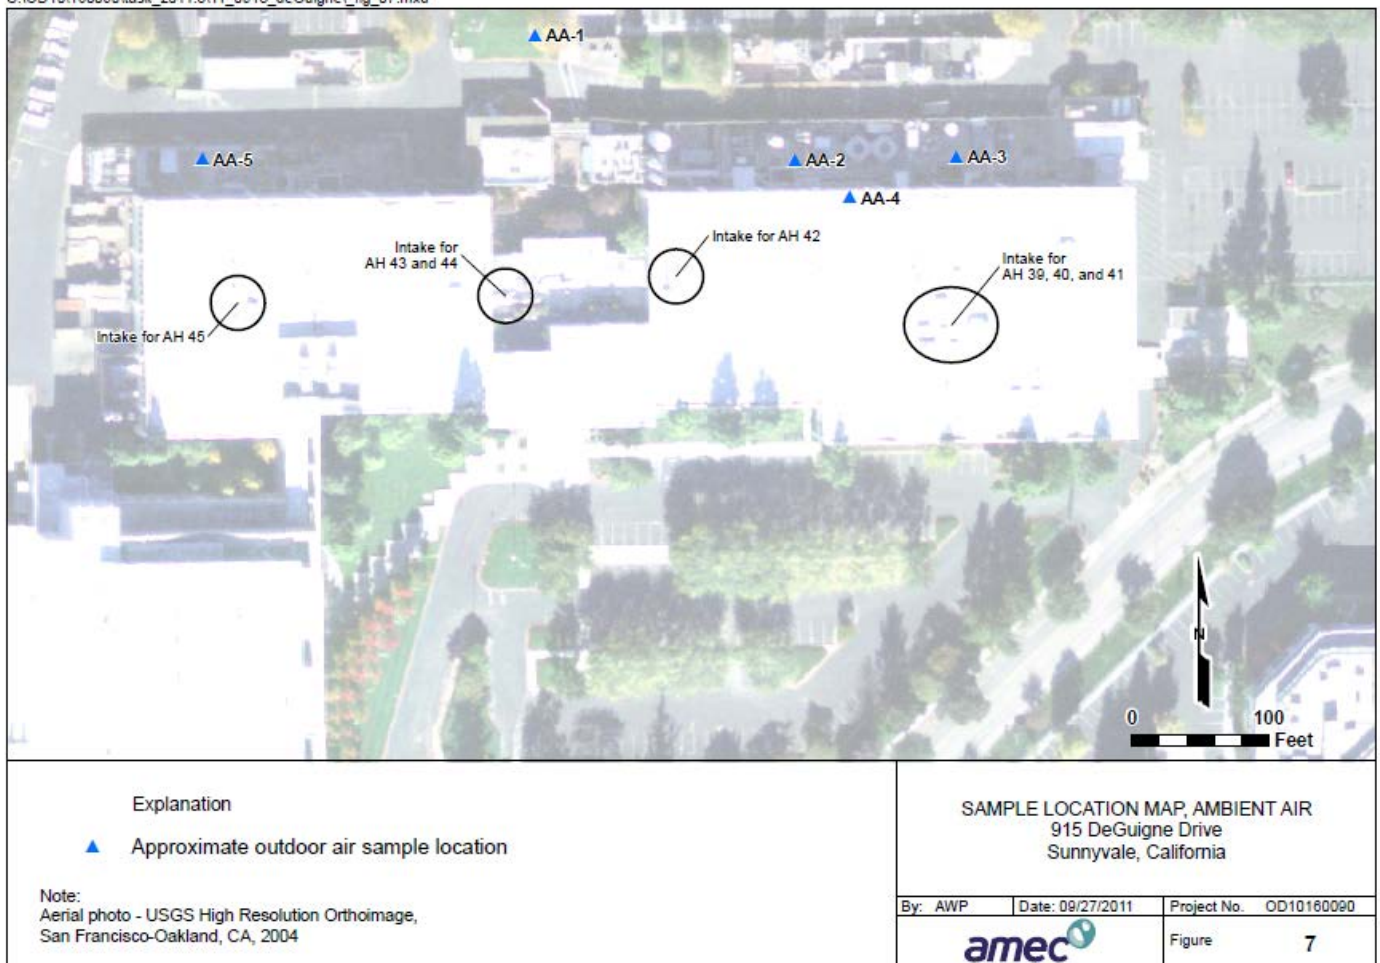 AA-1
AA-5
AA-2
AA-3
AA-4
Intake for
AH 43 and 44
Intake for AH 42
Intake for
AH 39, 40, and 41
Intake for AH 45
N
0 100
Feet
Explanation
Approximate outdoor air sample location
Note:
Aerial photo - USGS High Resolution Orthoimage,
San Francisco-Oakland, CA, 2004
SAMPLE LOCATION MAP, AMBIENT AIR
915 DeGuigne Drive
Sunnyvale, California
By: AWP Date: 09/27/2011 Project No. OD10160090
amec
Figure 7